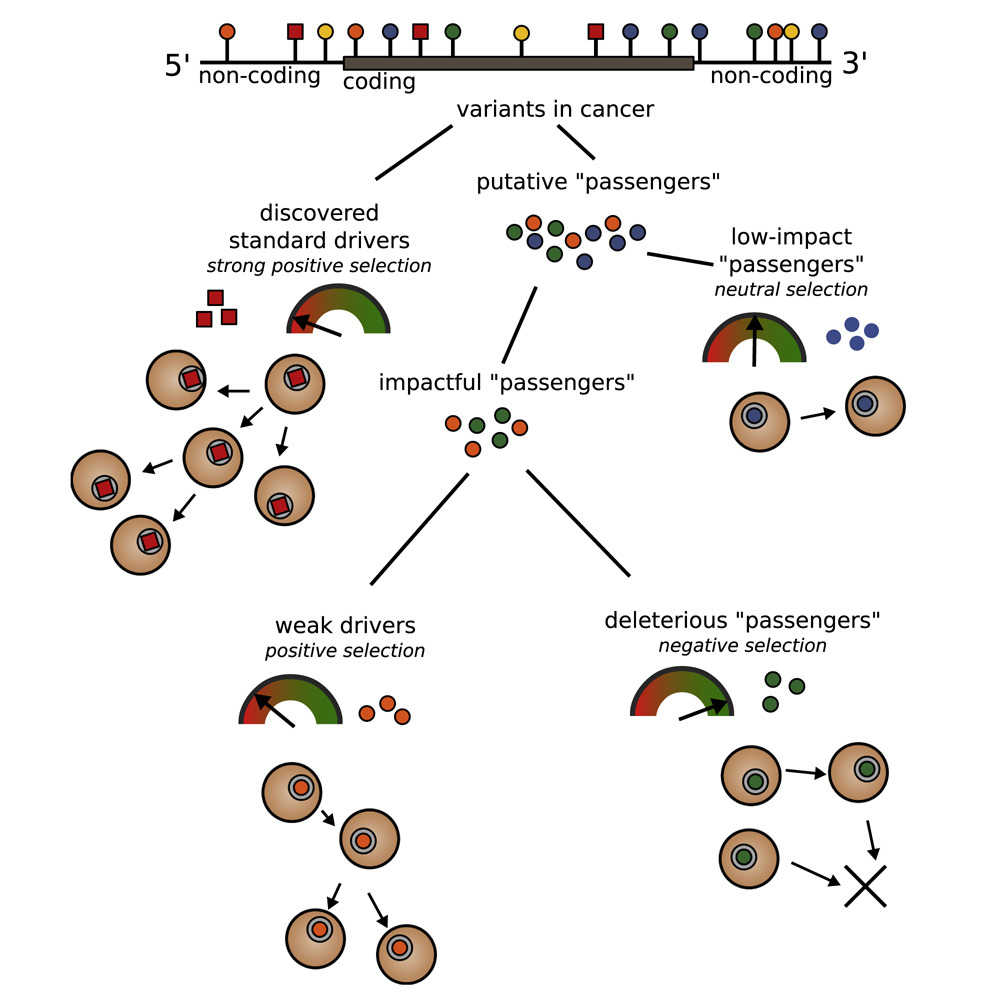 5'
non-coding
coding
non-coding
3'
variants in cancer
putative "passengers"
discovered
standard drivers
strong positive selection
low-impact
"passengers"
neutral selection
impactful "passengers"
weak drivers
positive selection
deleterious "passengers"
negative selection